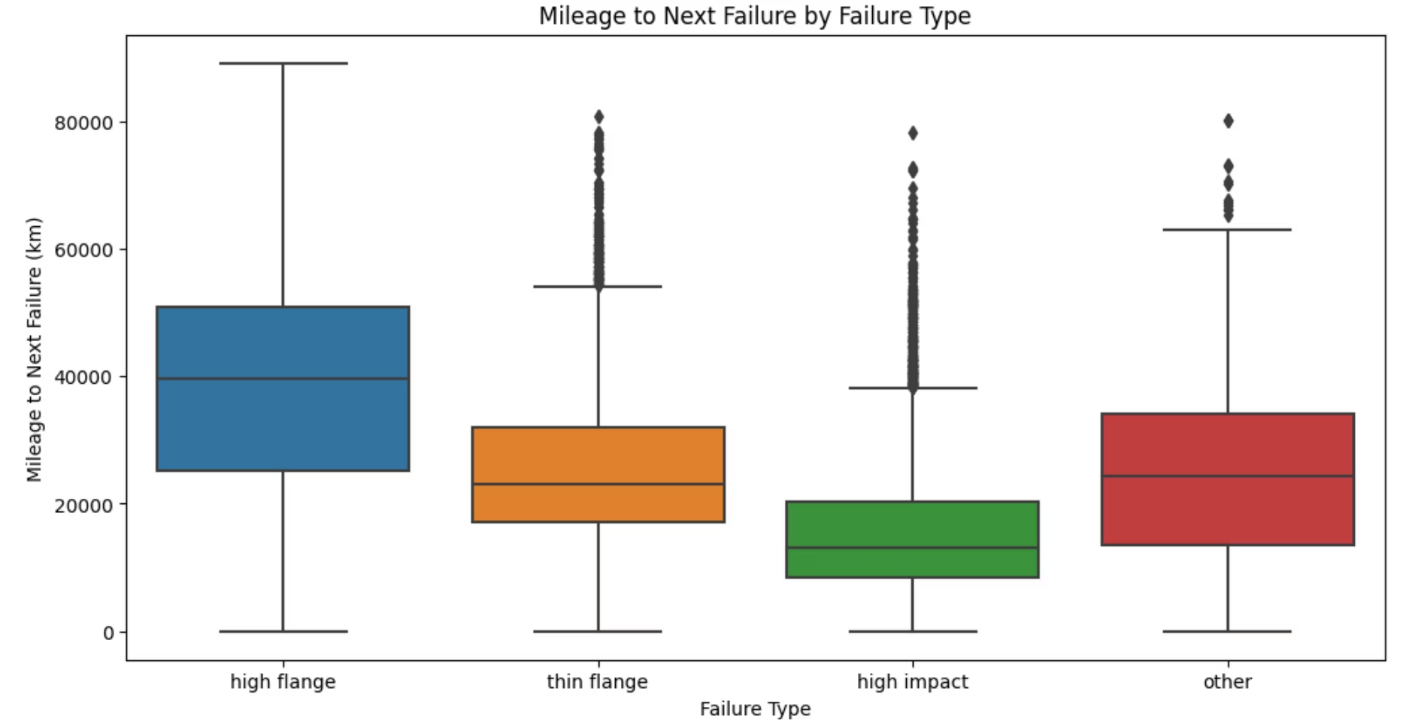 Mileage to Next Failure by Failure Type
Mileage to Next Failure (km)
80000
60000
40000
20000
0
high flange
thin flange
high impact
other
Failure Type